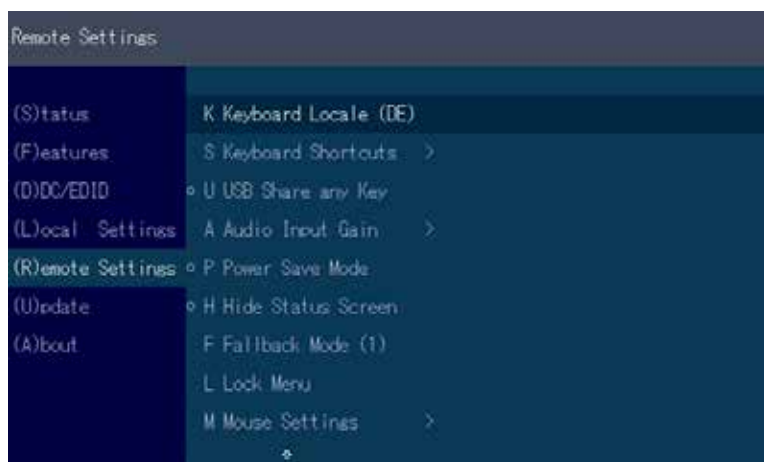 Remote Settings
(S)tatus
K Keyboard Locale (DE)
(F)eatures
S Keyboard Shortcuts >
(D)DC/EDID
U USB Share any Key
(L)ocal Settings
A Audio Input Gain >
(R)emote Settings
P Power Save Mode
(U)pdate
H Hide Status Screen
(A)bout
F Fallback Mode (1)
L Lock Menu
M Mouse Settings >